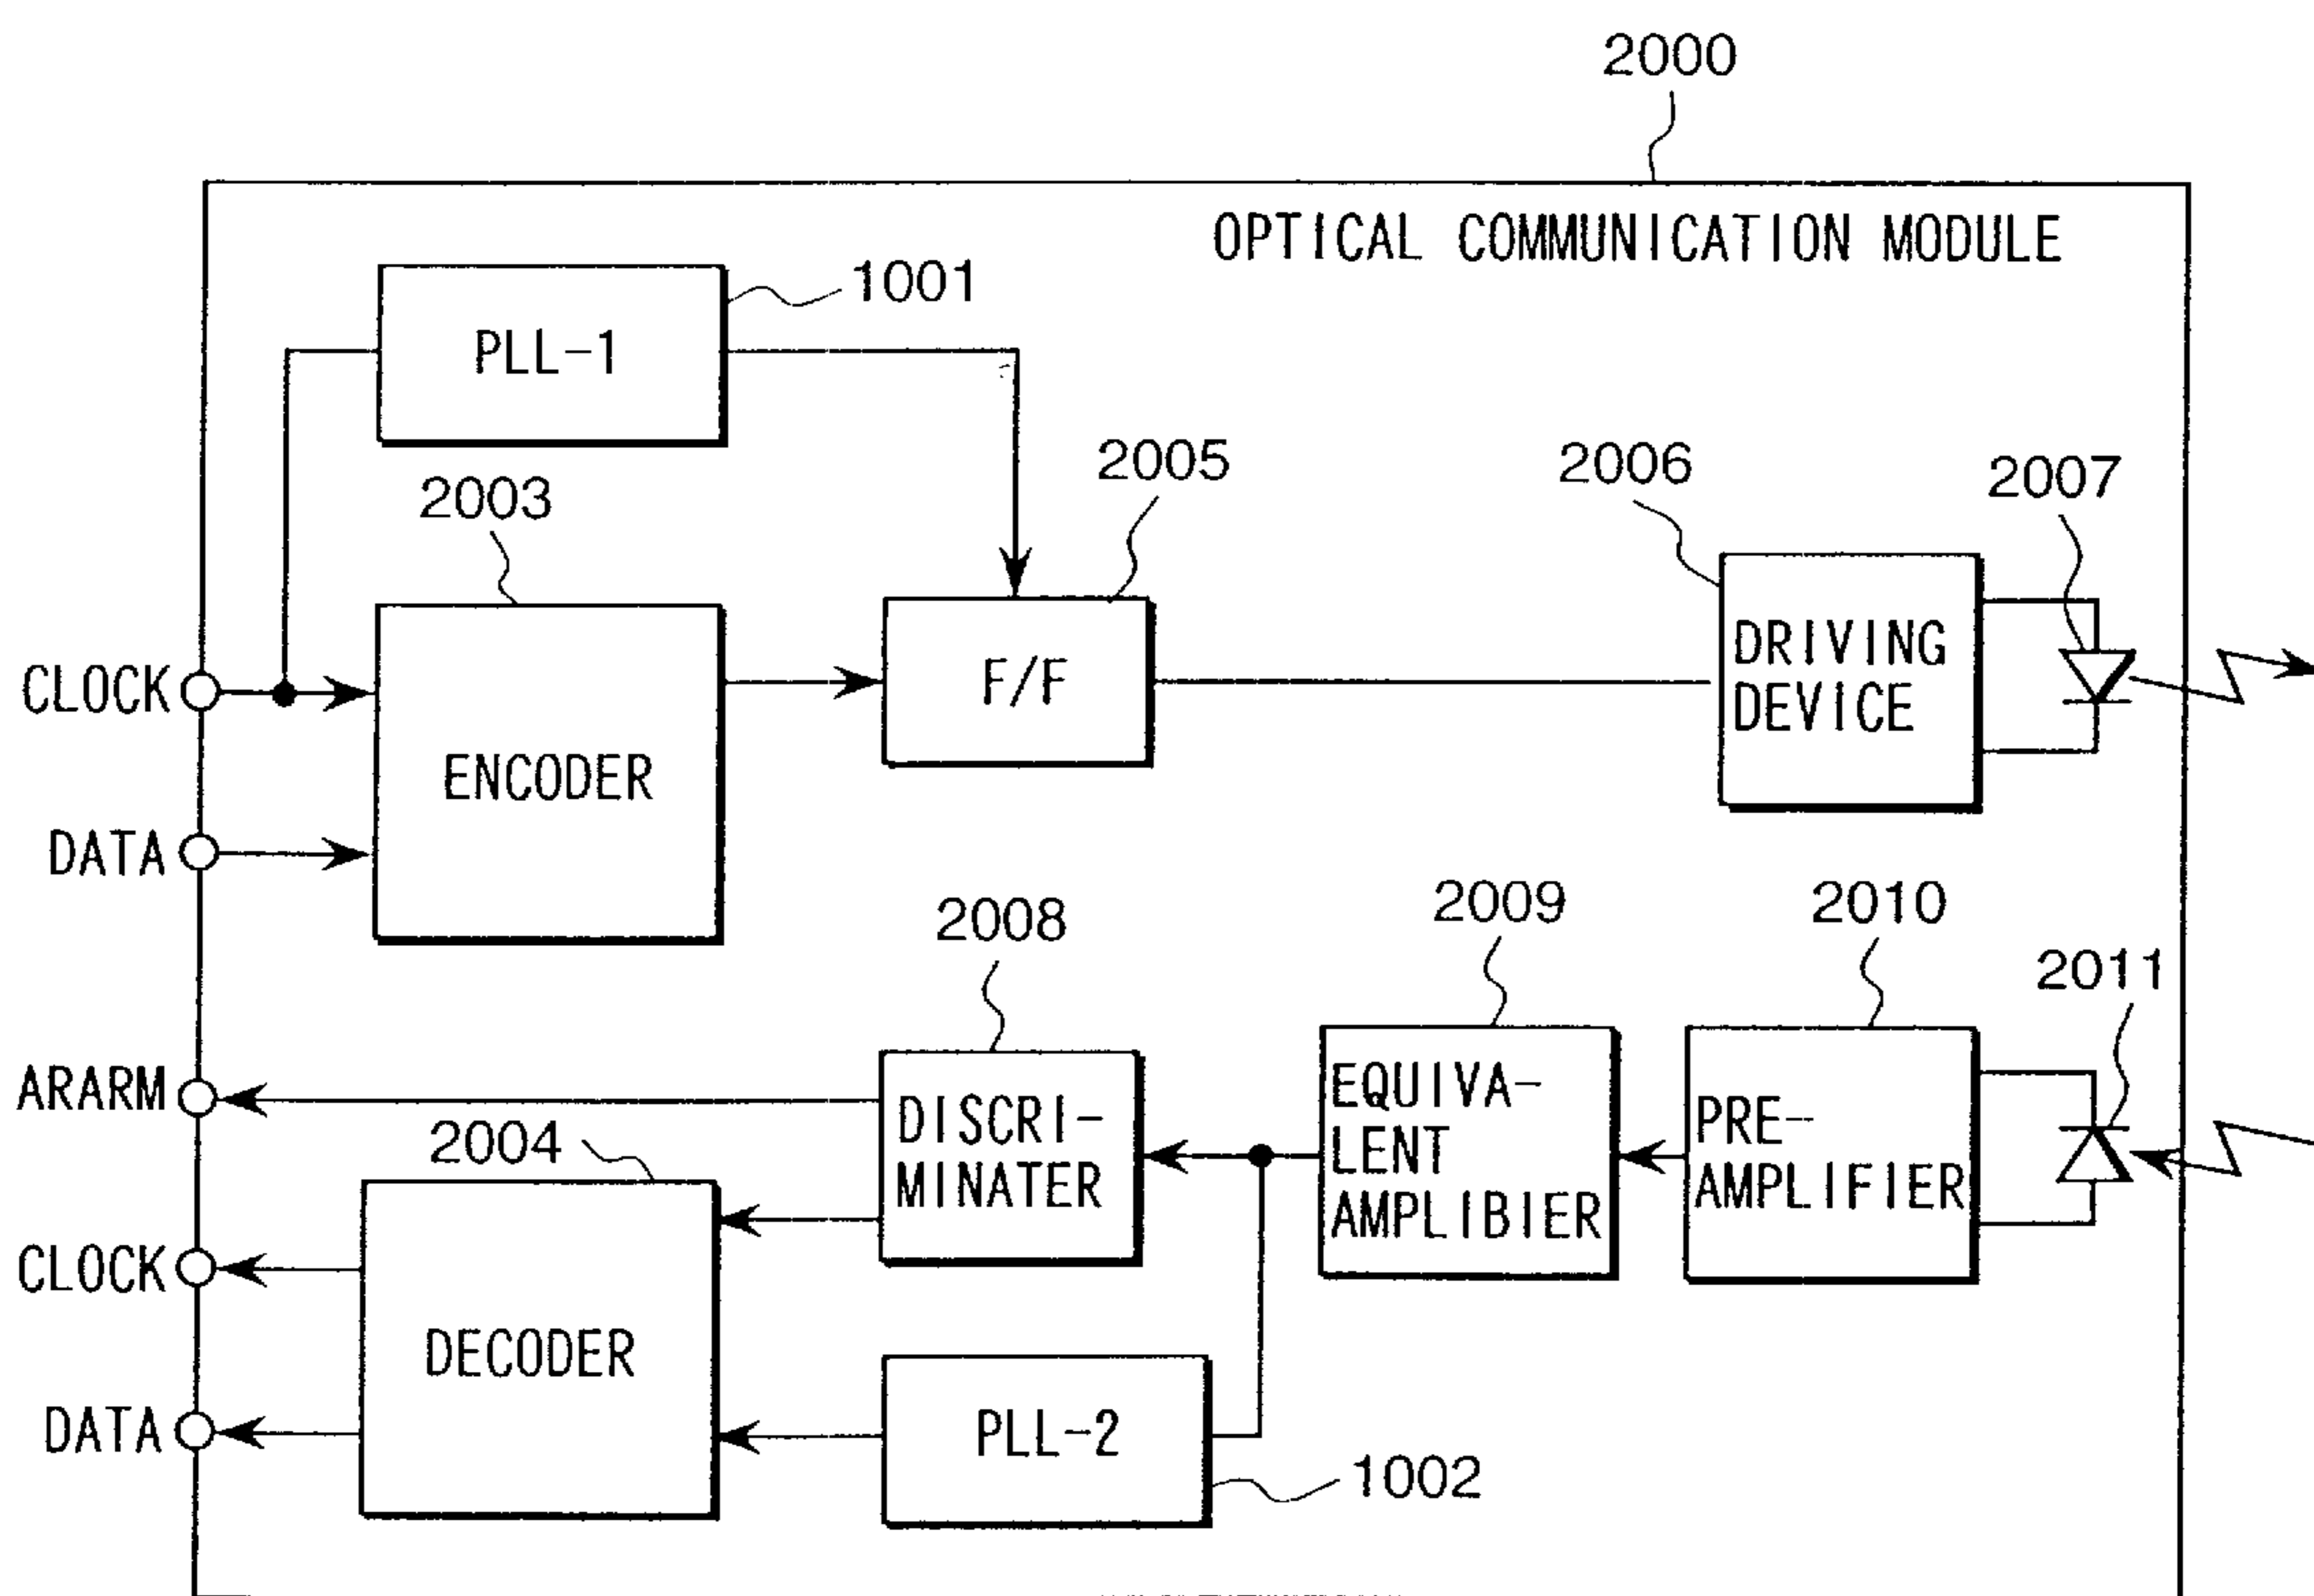 2000
OPTICAL COMMUNICATION MODULE
1001
PLL-1
2003
2005
2006
2007
CLOCK
ENCODER
F/F
DRIVING
DEVICE
DATA
2008
2009
2010
2011
ARARM
2004
DISCRI-
MINATER
EQUIVA-
LENT
AMPLIBIER
PRE-
AMPLIFIER
CLOCK
DECODER
DATA
PLL-2
1002